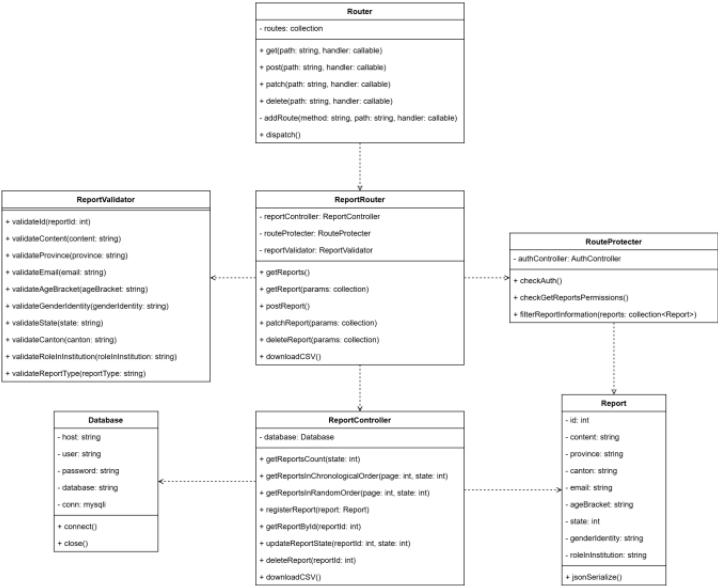 Router
- routes: collection
+ get(path: string, handler: callable)
+ post(path: string, handler: callable)
+ patch(path: string, handler: callable)
+ delete(path: string, handler: callable)
- addRoute(method: string, path: string, handler: callable)
+ dispatch()
ReportValidator
+ validateId(reportId: int)
+ validateContent(content: string)
+ validateProvince(province: string)
+ validateEmail(email: string)
+ validateAgeBracket(ageBracket: string)
+ validateGenderIdentity(genderIdentity: string)
+ validateState(state: string)
+ validateCanton(canton: string)
+ validateRoleInInstitution(roleInInstitution: string)
+ validateReportType(reportType: string)
ReportRouter
- reportController: ReportController
- routeProtecter: RouteProtecter
- reportValidator: ReportValidator
+ getReports()
+ getReport(params: collection)
+ postReport()
+ patchReport(params: collection)
+ deleteReport(params: collection)
+ downloadCSV()
RouteProtecter
- authController: AuthController
+ checkAuth()
+ checkGetReportsPermissions()
+ filterReportInformation(reports: collection<Report>)
Database
- host: string
- user: string
- password: string
- database: string
- conn: mysqli
+ connect()
+ close()
ReportController
- database: Database
+ getReportsCount(state: int)
+ getReportsInChronologicalOrder(page: int, state: int)
+ getReportsInRandomOrder(page: int, state: int)
+ registerReport(report: Report)
+ getReportById(reportId: int)
+ updateReportState(reportId: int, state: int)
+ deleteReport(reportId: int)
+ downloadCSV()
Report
- id: int
- content: string
- province: string
- canton: string
- email: string
- ageBracket: string
- state: int
- genderIdentity: string
- roleInInstitution: string
+ jsonSerialize()